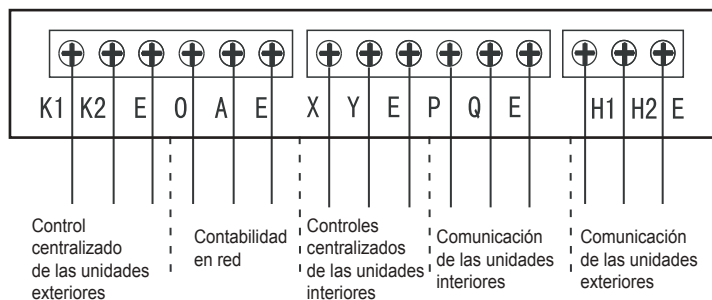 K1 K2 E O A E X Y E P Q E H1 H2 E
Control
centralizado
de las unidades
exteriores
Contabilidad
en red
Controles
centralizados
de las unidades
interiores
Comunicación
de las unidades
interiores
Comunicación
de las unidades
exteriores